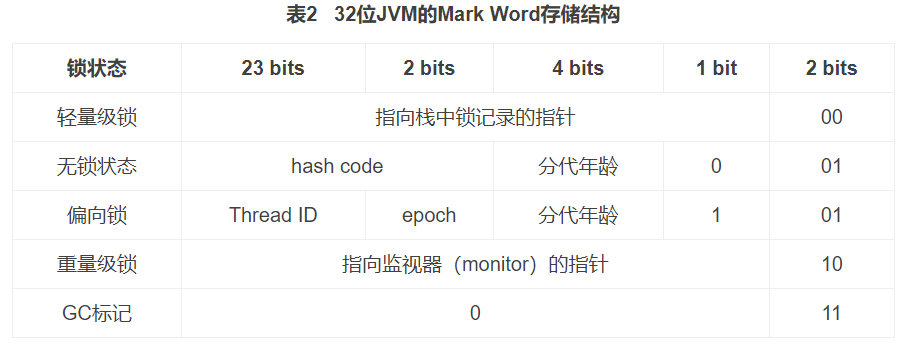 表2 32位JVM的Mark Word存储结构
锁状态 23 bits 2 bits 4 bits 1 bit 2 bits
轻量级锁 指向栈中锁记录的指针 00
无锁状态 hash code 分代年龄 0 01
偏向锁 Thread ID epoch 分代年龄 1 01
重量级锁 指向监视器（monitor）的指针 10
GC标记 0 11